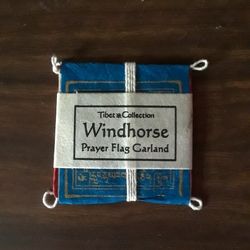 Tibet Collection
Windhorse
Prayer Flag Garland